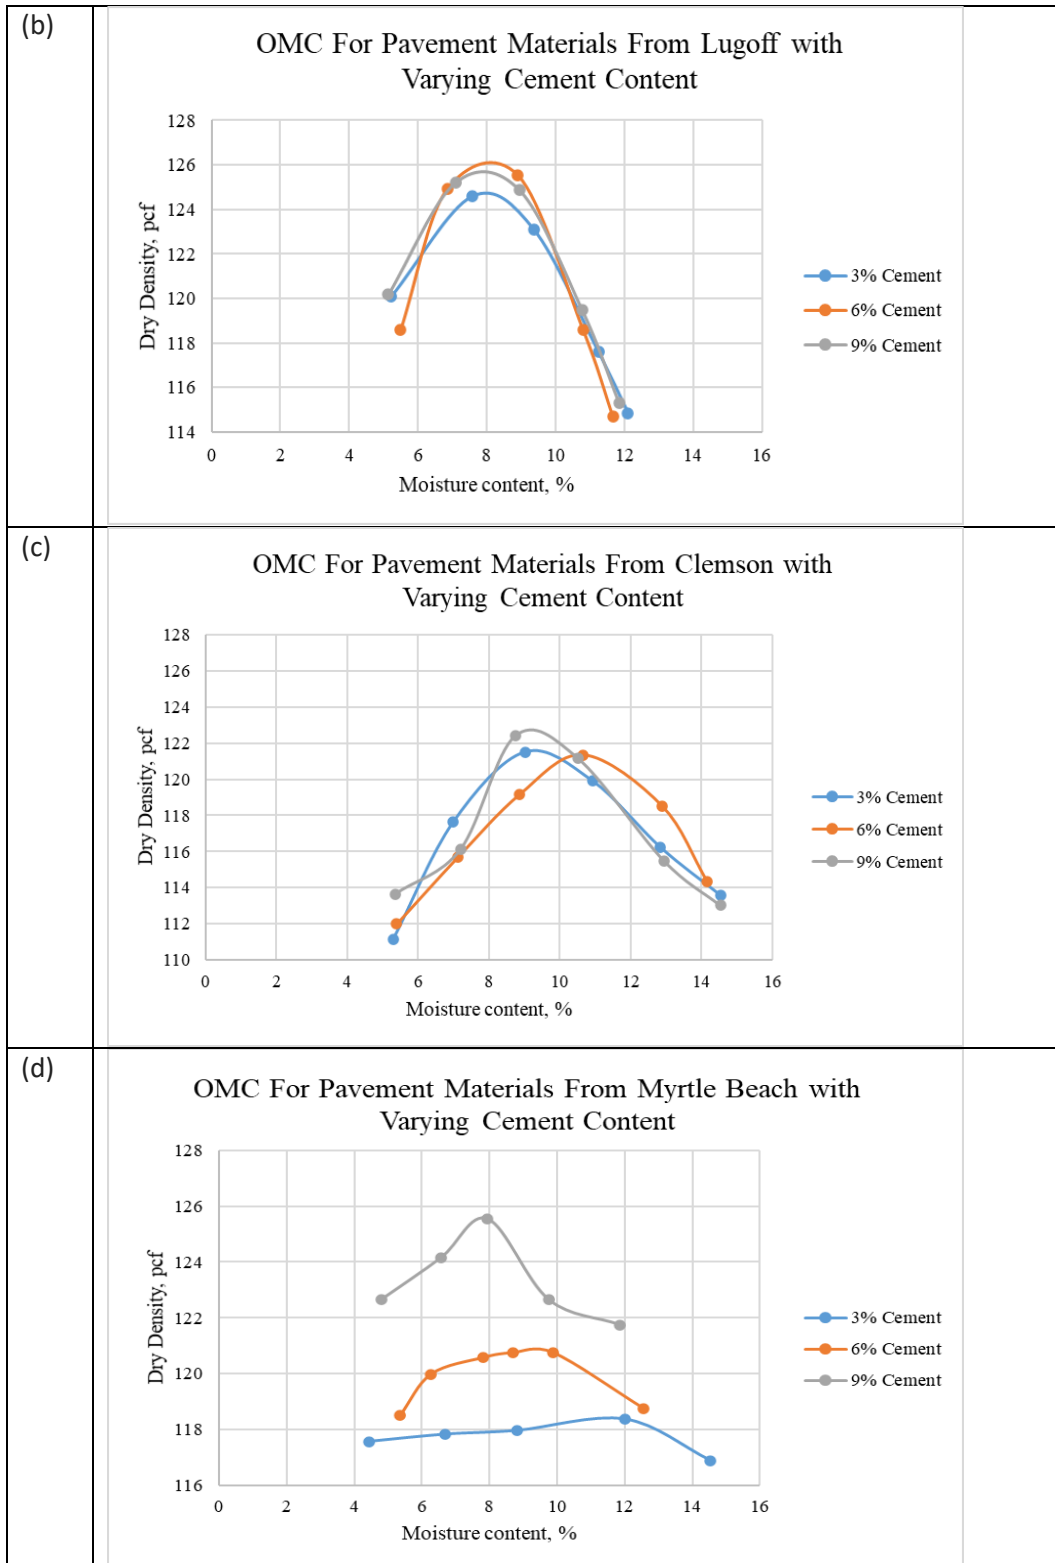 (b)
OMC For Pavement Materials From Lugoff with
Varying Cement Content
128
126
124
122
120
118
116
114
Dry Density, pcf
0 2 4 6 8 10 12 14 16
Moisture content, %
3% Cement
6% Cement
9% Cement
(c)
OMC For Pavement Materials From Clemson with
Varying Cement Content
128
126
124
122
120
118
116
114
112
110
Dry Density, pcf
0 2 4 6 8 10 12 14 16
Moisture content, %
3% Cement
6% Cement
9% Cement
(d)
OMC For Pavement Materials From Myrtle Beach with
Varying Cement Content
128
126
124
122
120
118
116
Dry Density, pcf
0 2 4 6 8 10 12 14 16
Moisture content, %
3% Cement
6% Cement
9% Cement